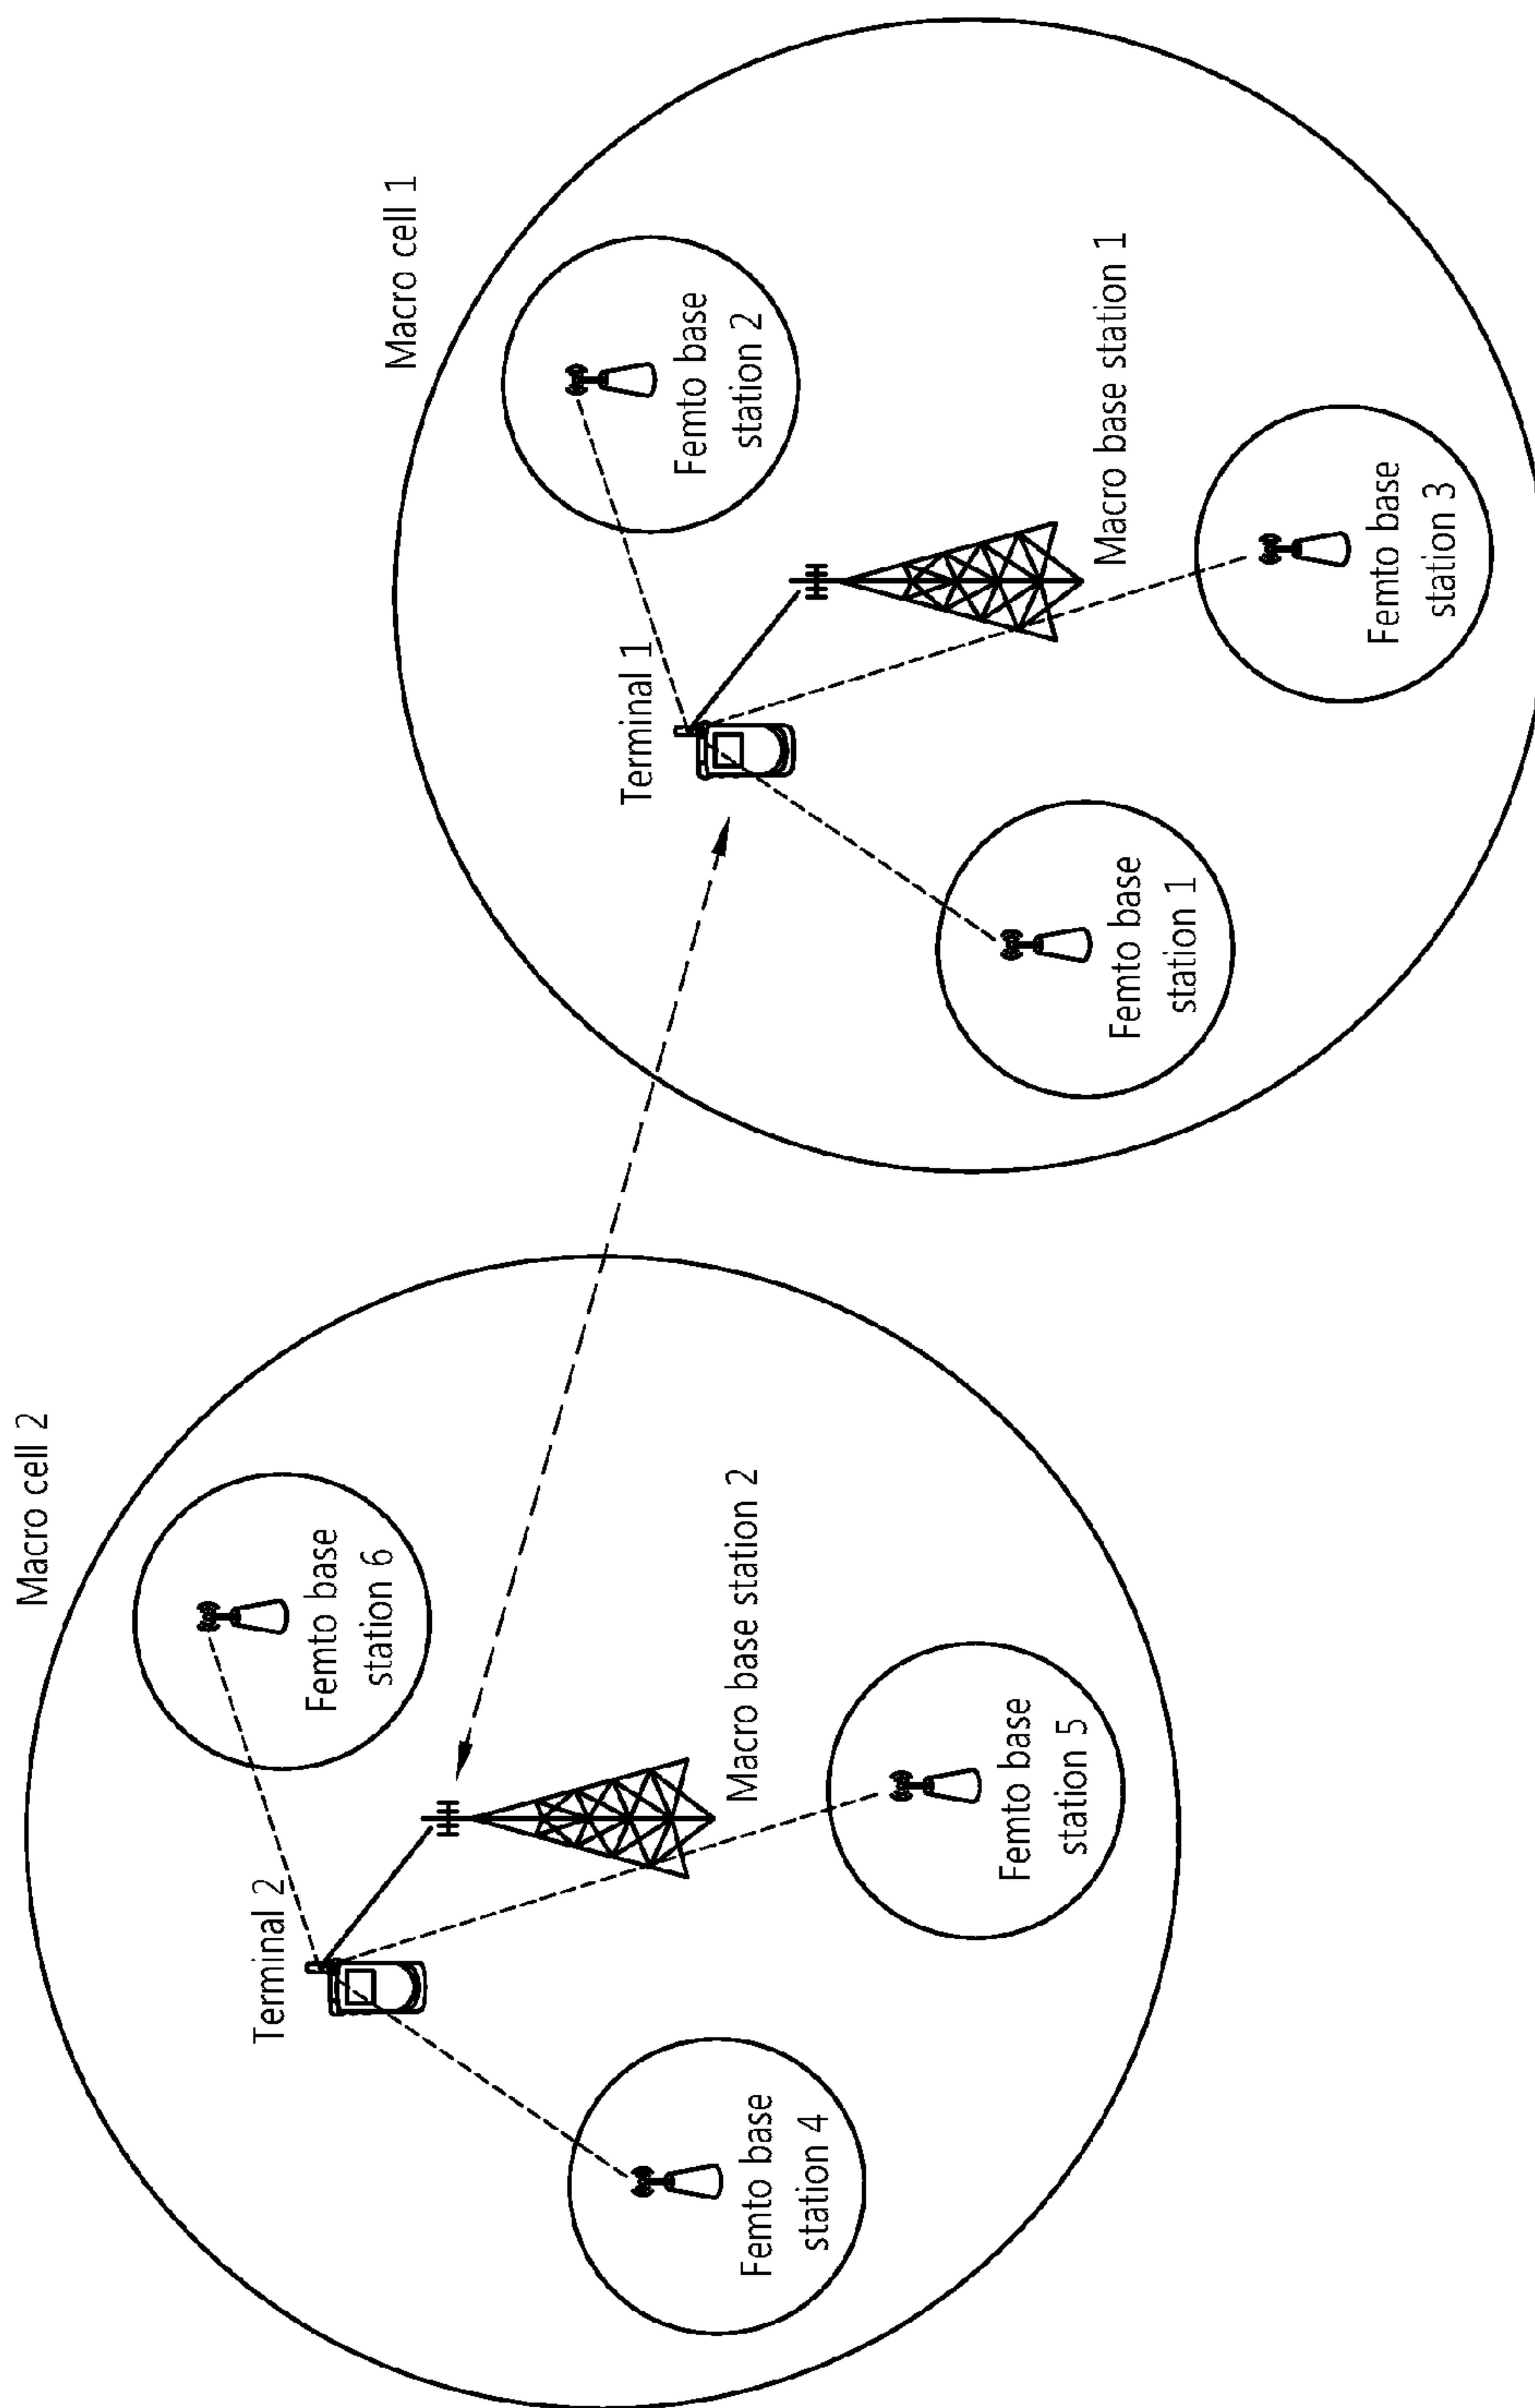 Macro cell 2
Terminal 2
Femto base
station 6
Macro base station 2
Femto base
station 4
Femto base
station 5
Macro cell 1
Terminal 1
Femto base
station 2
Macro base station 1
Femto base
station 1
Femto base
station 3